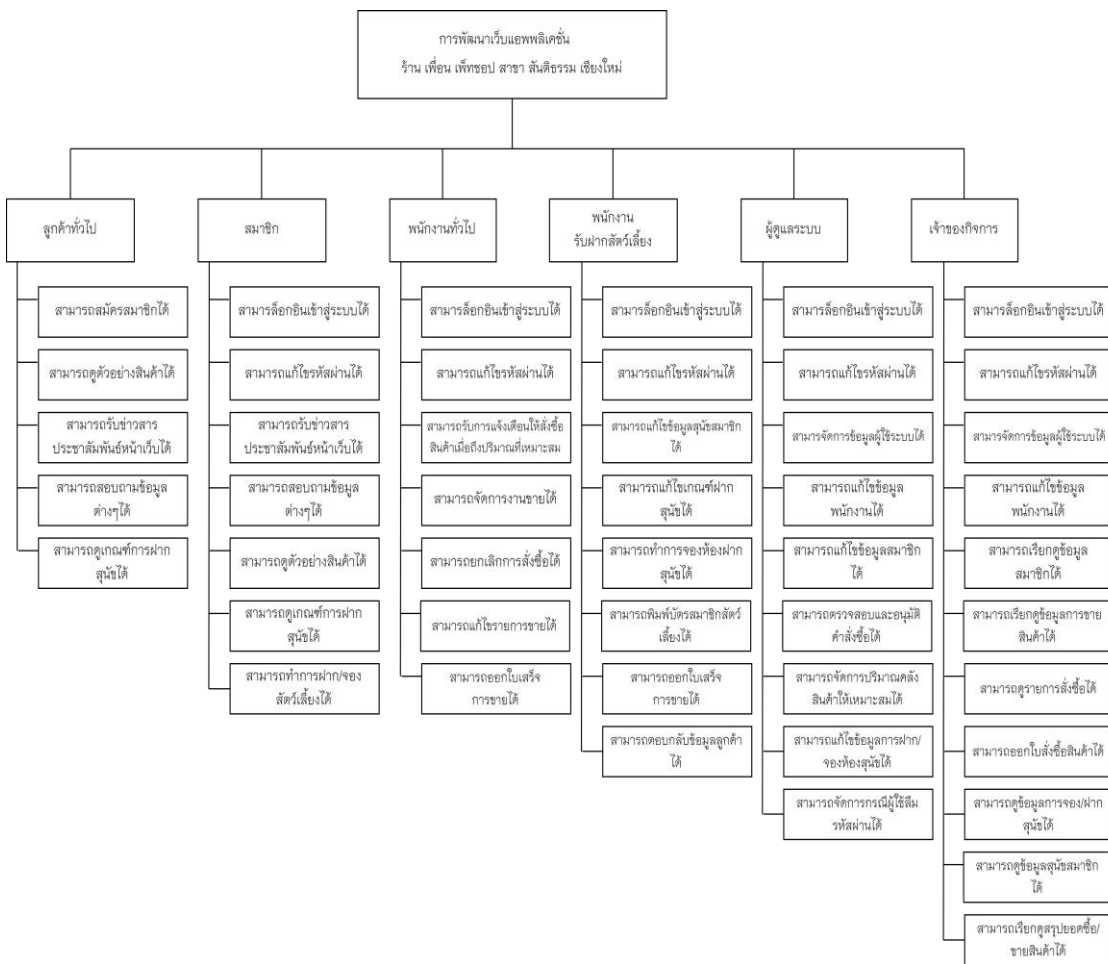 การพัฒนาเว็บแอพพลิเคชั่น
ร้าน เพื่อน เพ็ทชอป สาขา สันติธรรม เชียงใหม่
ลูกค้าทั่วไป
สามารถสมัครสมาชิกได้
สามารถดูตัวอย่างสินค้าได้
สามารถรับข่าวสาร
ประชาสัมพันธ์หน้าเว็บได้
สามารถสอบถามข้อมูล
ต่างๆได้
สามารถดูเกณฑ์การฝาก
สุนัขได้
สมาชิก
สามารล็อกอินเข้าสู่ระบบได้
สามารถแก้ไขรหัสผ่านได้
สามารถรับข่าวสาร
ประชาสัมพันธ์หน้าเว็บได้
สามารถสอบถามข้อมูล
ต่างๆได้
สามารถดูตัวอย่างสินค้าได้
สามารถดูเกณฑ์การฝาก
สุนัขได้
สามารถทำการฝาก/จอง
สัตว์เลี้ยงได้
พนักงานทั่วไป
สามารล็อกอินเข้าสู่ระบบได้
สามารถแก้ไขรหัสผ่านได้
สามารถรับการแจ้งเตือนให้สั่งซื้อ
สินค้าเมื่อถึงปริมาณที่เหมาะสม
สามารถจัดการงานขายได้
สามารถยกเลิกการสั่งซื้อได้
สามารถแก้ไขรายการขายได้
สามารถออกใบเสร็จ
การขายได้
พนักงาน
รับฝากสัตว์เลี้ยง
สามารล็อกอินเข้าสู่ระบบได้
สามารถแก้ไขรหัสผ่านได้
สามารถแก้ไขข้อมูลสุนัขสมาชิก
ได้
สามารถแก้ไขเกณฑ์ฝาก
สุนัขได้
สามารถทำการจองห้องฝาก
สุนัขได้
สามารถพิมพ์บัตรสมาชิกสัตว์
เลี้ยงได้
สามารถออกใบเสร็จ
การขายได้
สามารถตอบกลับข้อมูลลูกค้า
ได้
ผู้ดูแลระบบ
สามารล็อกอินเข้าสู่ระบบได้
สามารถแก้ไขรหัสผ่านได้
สามารถจัดการข้อมูลผู้ใช้ระบบได้
สามารถแก้ไขข้อมูล
พนักงานได้
สามารถแก้ไขข้อมูลสมาชิก
ได้
สามารถตรวจสอบและอนุมัติ
คำสั่งซื้อได้
สามารถจัดการปริมาณคลัง
สินค้าให้เหมาะสมได้
สามารถแก้ไขข้อมูลการฝาก/
จองห้องสุนัขได้
สามารถจัดการกรณีผู้ใช้ลืม
รหัสผ่านได้
เจ้าของกิจการ
สามารล็อกอินเข้าสู่ระบบได้
สามารถแก้ไขรหัสผ่านได้
สามารถจัดการข้อมูลผู้ใช้ระบบได้
สามารถแก้ไขข้อมูล
พนักงานได้
สามารถเรียกดูข้อมูล
สมาชิกได้
สามารถเรียกดูข้อมูลการขาย
สินค้าได้
สามารถดูรายการสั่งซื้อได้
สามารถออกใบสั่งซื้อสินค้าได้
สามารถดูข้อมูลการจอง/ฝาก
สุนัขได้
สามารถดูข้อมูลสุนัขสมาชิก
ได้
สามารถเรียกดูสรุปยอดซื้อ/
ขายสินค้าได้